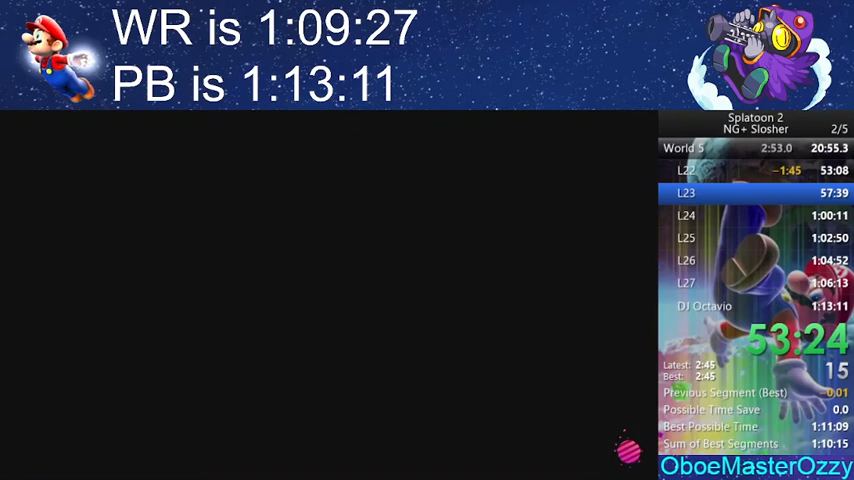 WR is 1:09:27
PB is 1:13:11
Splatoon 2
NG+ Slosher 2/5
World 5 2:53.0 20:55.3
L22 −1:45 53:08
L23 57:39
L24 1:00:11
L25 1:02:50
L26 1:04:52
L27 1:06:13
DJ Octavio 1:13:11
53:24
Latest: 2:45
Best: 2:45
15
Previous Segment (Best) −0.01
Possible Time Save 0.0
Best Possible Time 1:11:09
Sum of Best Segments 1:10:15
OboeMasterOzzy